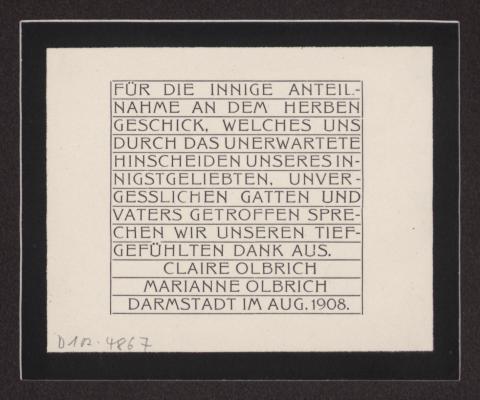 FÜR DIE INNIGE ANTEIL-
NAHME AN DEM HERBEN
GESCHICK, WELCHES UNS
DURCH DAS UNERWARTETE
HINSCHEIDEN UNSERES IN-
NIGSTGELIEBTEN, UNVER-
GESSLICHEN GATTEN UND
VATERS GETROFFEN SPRE-
CHEN WIR UNSEREN TIEF-
GEFÜHLTEN DANK AUS.
CLAIRE OLBRICH
MARIANNE OLBRICH
DARMSTADT IM AUG. 1908.
D 102. 4867